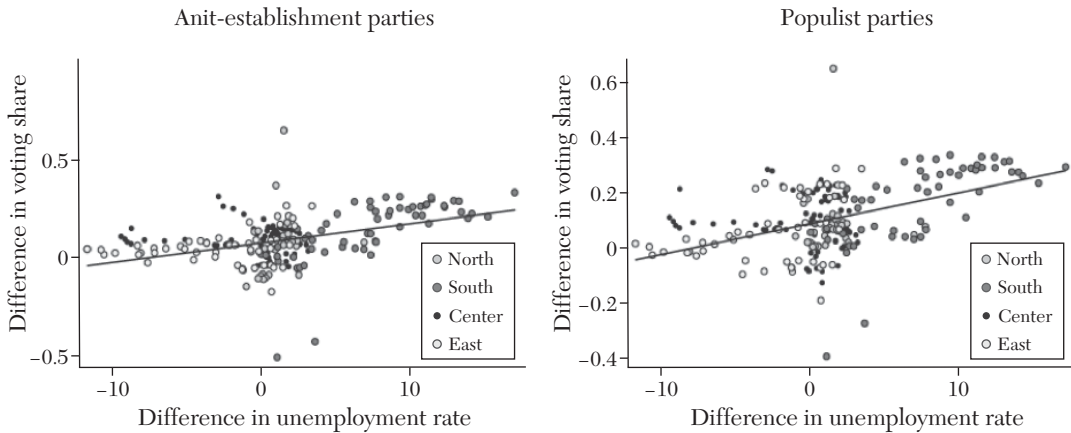 Anit-establishment parties
Difference in voting share
0.5
0
−0.5
North
South
Center
East
−10
0
10
Difference in unemployment rate
Populist parties
Difference in voting share
0.6
0.4
0.2
0
−0.2
−0.4
North
South
Center
East
−10
0
10
Difference in unemployment rate